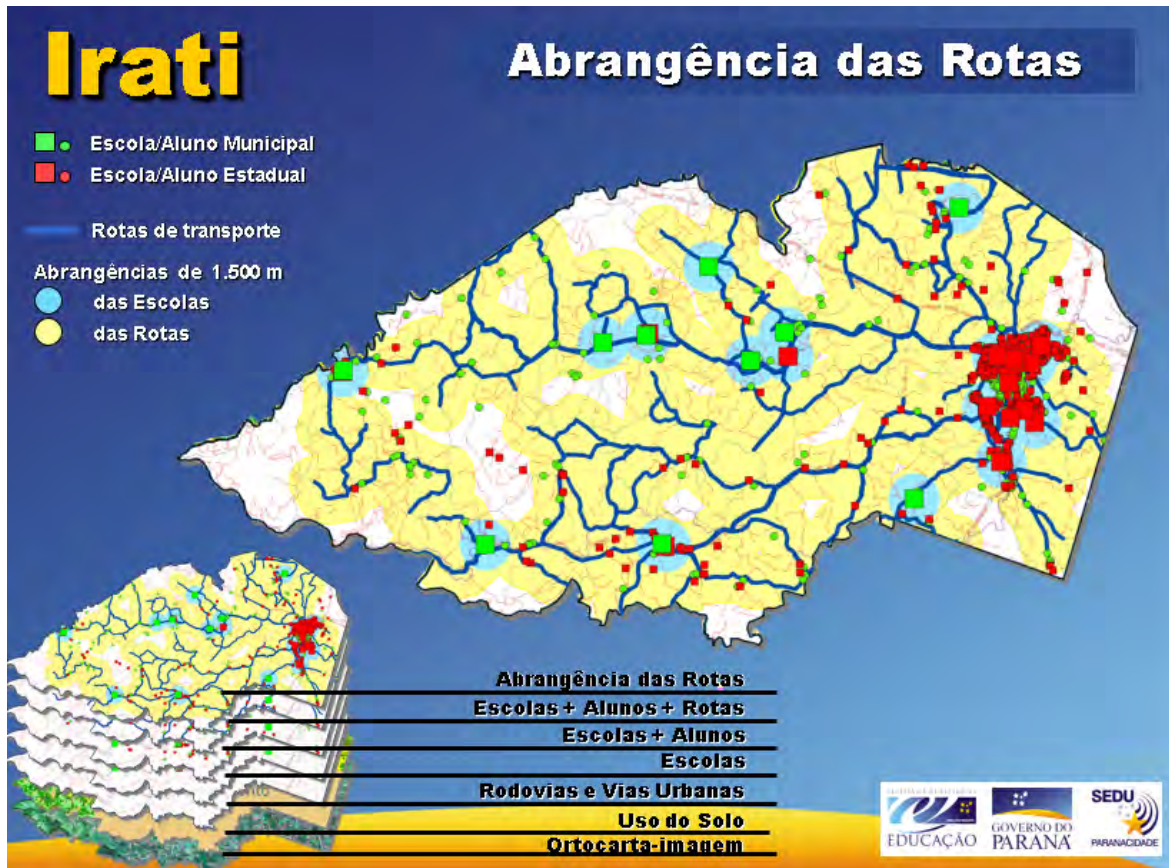 Irati
Abrangência das Rotas
Escola/Aluno Municipal
Escola/Aluno Estadual
Rotas de transporte
Abrangências de 1.500 m
das Escolas
das Rotas
Abrangência das Rotas
Escolas + Alunos + Rotas
Escolas + Alunos
Escolas
Rodovias e Vias Urbanas
Uso do Solo
Ortocarta-imagem
EDUCAÇÃO
GOVERNO DO
PARANÁ
SEDU
PARANACIDADE